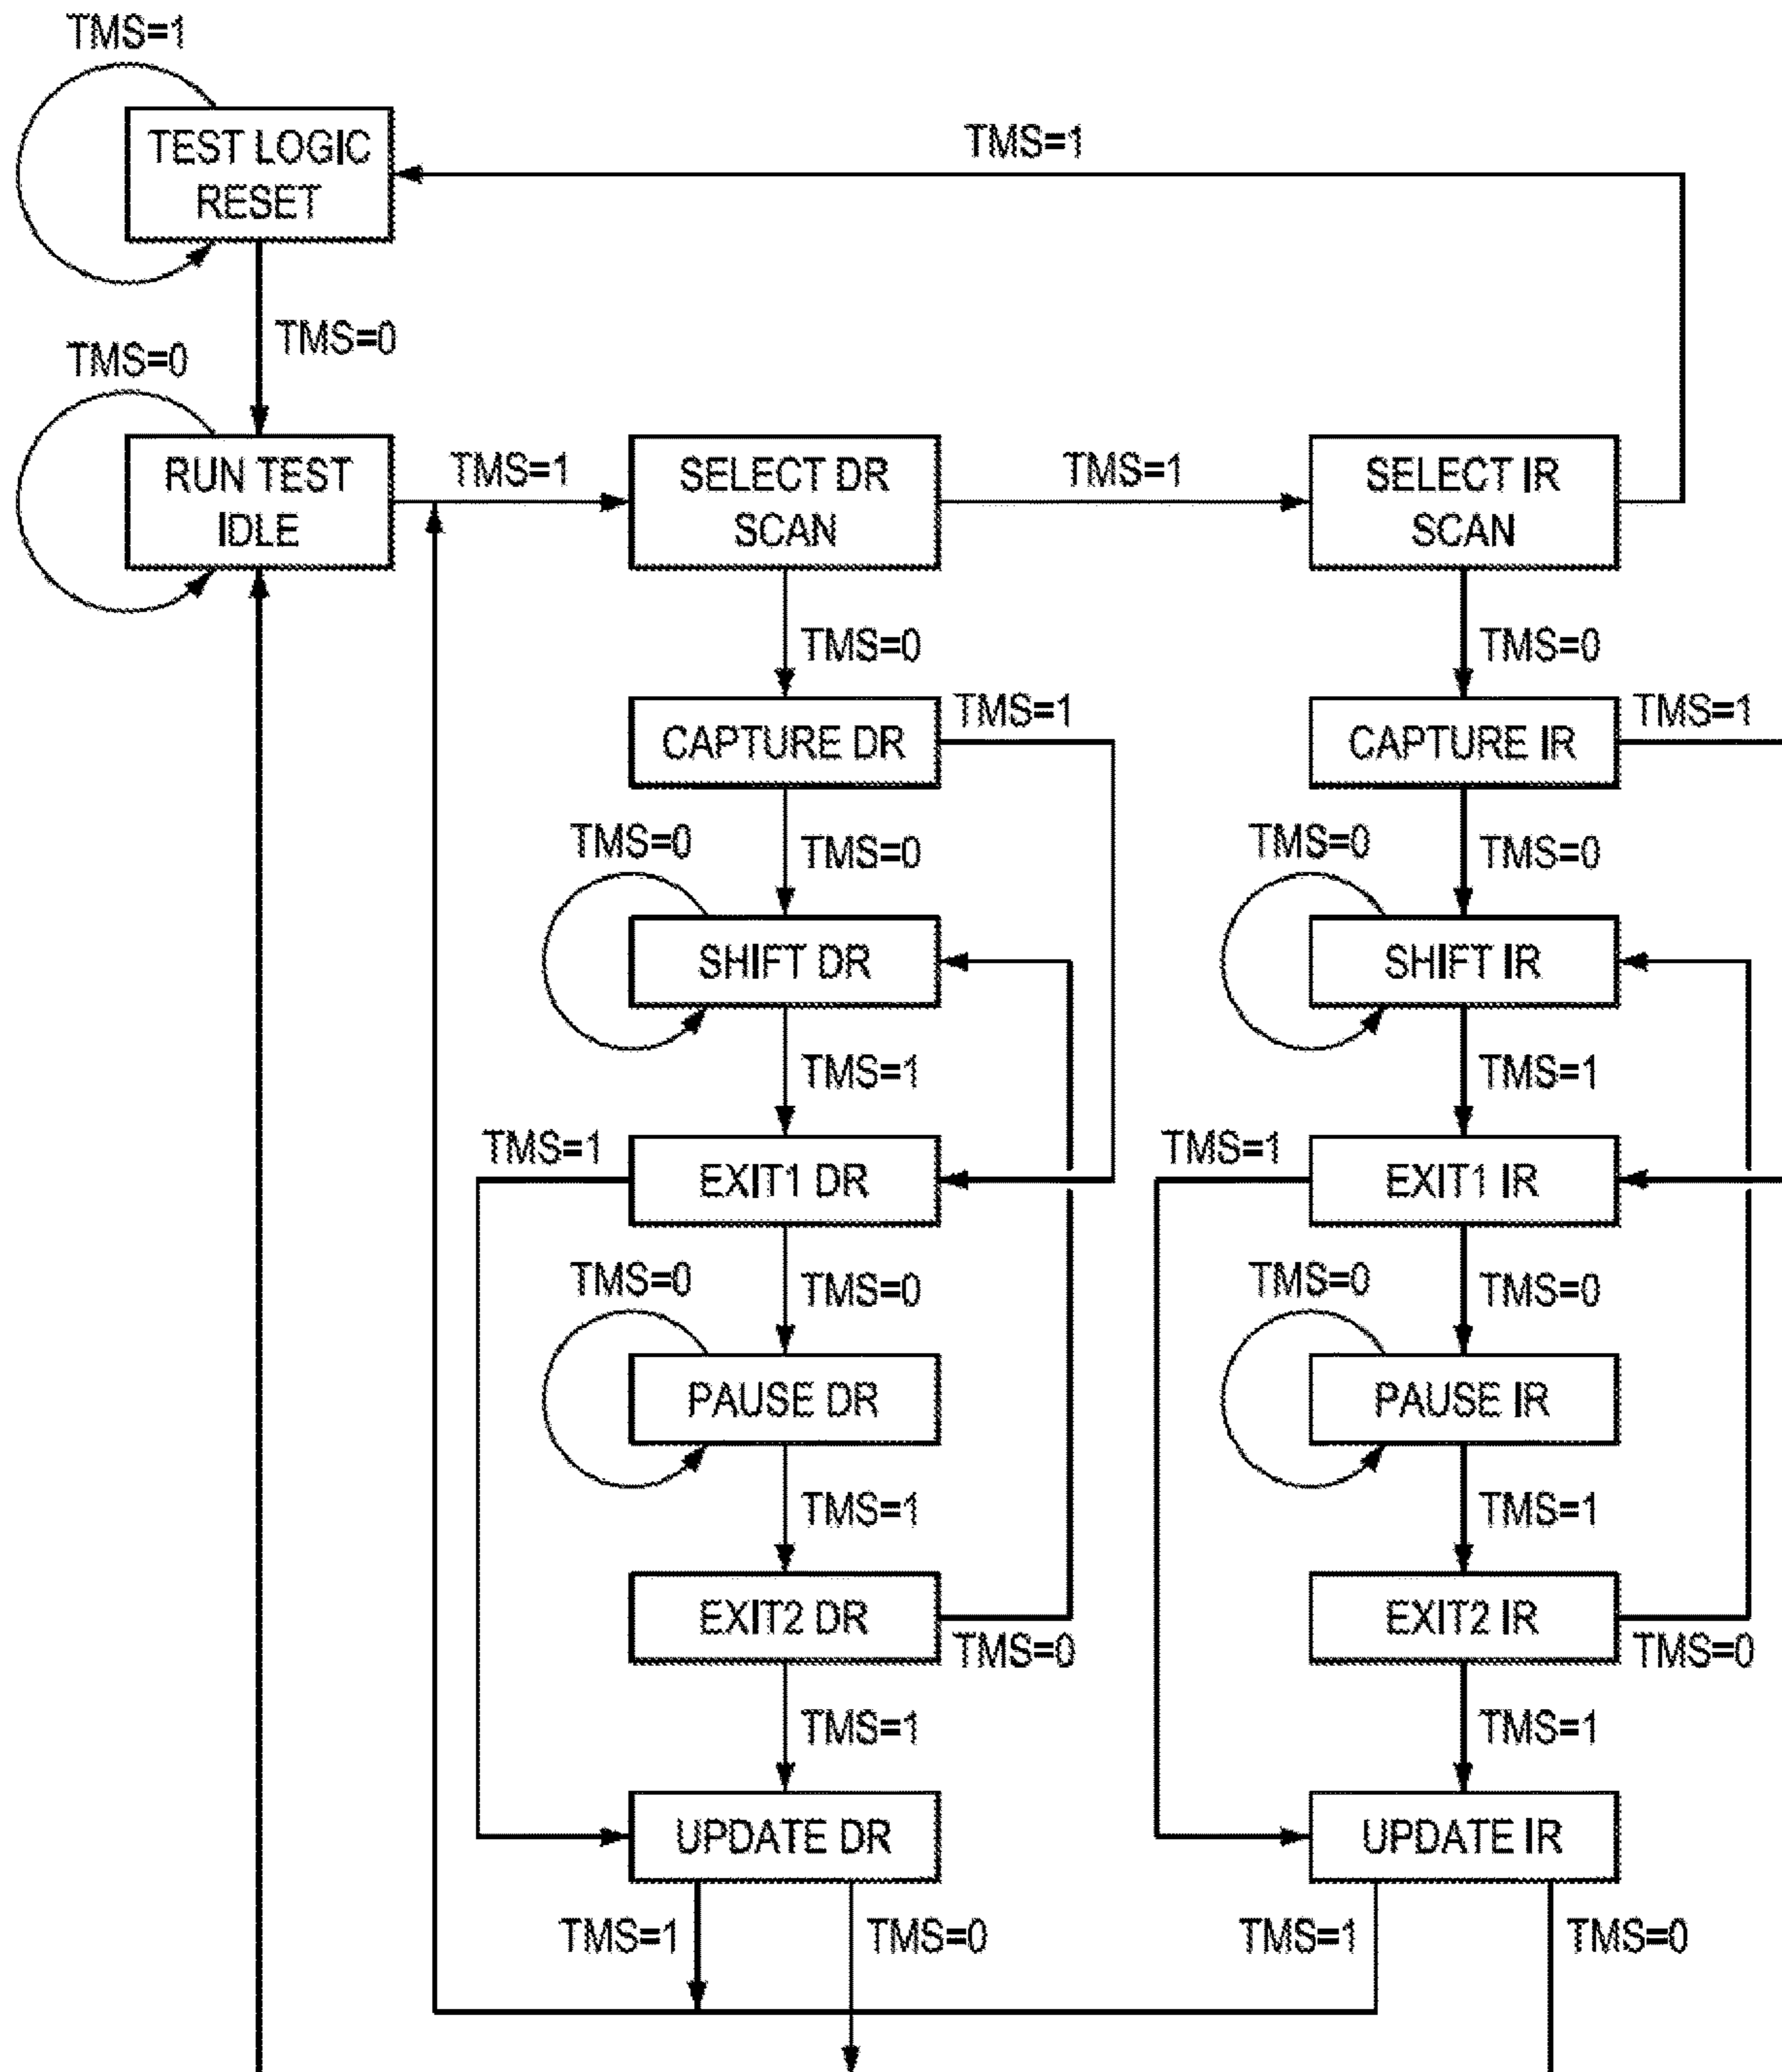 TMS=1
TEST LOGIC
RESET
TMS=1
TMS=0
TMS=0
RUN TEST
IDLE
TMS=1
SELECT DR
SCAN
TMS=1
SELECT IR
SCAN
TMS=0
TMS=0
CAPTURE DR
TMS=1
CAPTURE IR
TMS=1
TMS=0
TMS=0
TMS=0
TMS=0
SHIFT DR
SHIFT IR
TMS=1
TMS=1
TMS=1
EXIT1 DR
TMS=1
EXIT1 IR
TMS=0
TMS=0
TMS=0
TMS=0
PAUSE DR
PAUSE IR
TMS=1
TMS=1
EXIT2 DR
TMS=0
EXIT2 IR
TMS=0
TMS=1
TMS=1
UPDATE DR
UPDATE IR
TMS=1
TMS=0
TMS=1
TMS=0